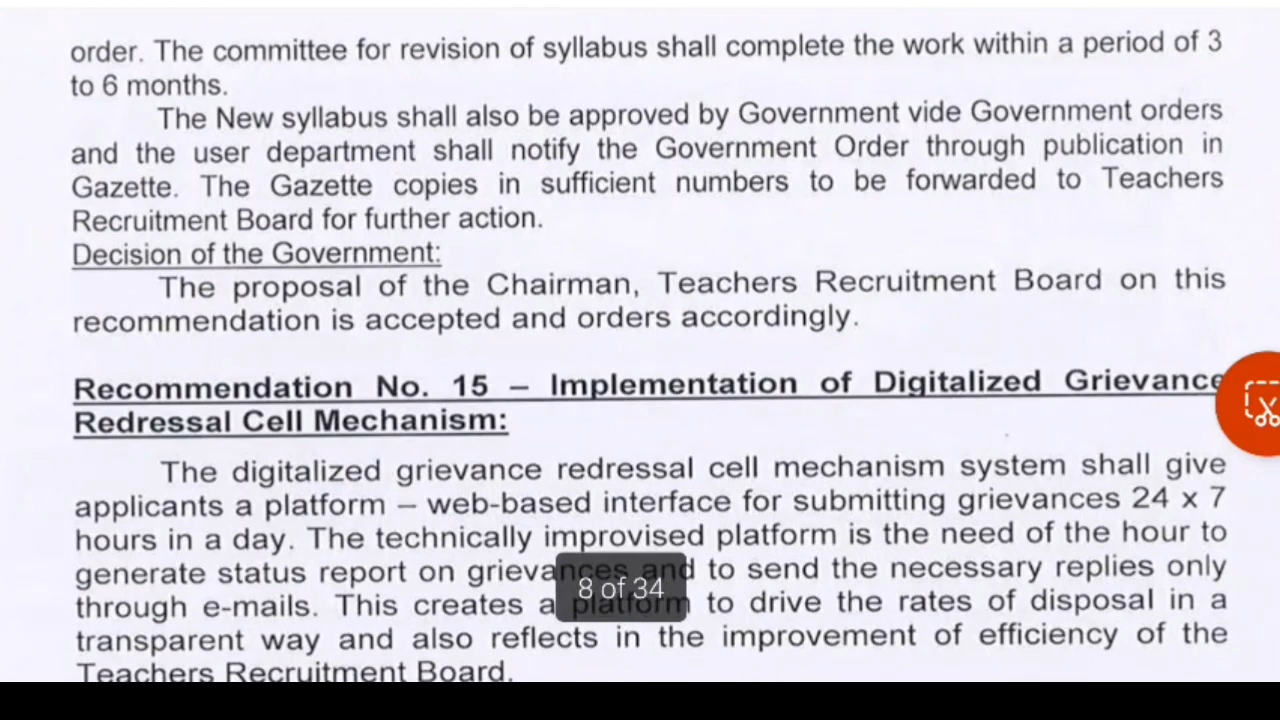 order. The committee for revision of syllabus shall complete the work within a period of 3
to 6 months.
The New syllabus shall also be approved by Government vide Government orders
and the user department shall notify the Government Order through publication in
Gazette. The Gazette copies in sufficient numbers to be forwarded to Teachers
Recruitment Board for further action.
Decision of the Government:
The proposal of the Chairman, Teachers Recruitment Board on this
recommendation is accepted and orders accordingly.
Recommendation No. 15 – Implementation of Digitalized Grievance
Redressal Cell Mechanism:
The digitalized grievance redressal cell mechanism system shall give
applicants a platform – web-based interface for submitting grievances 24 x 7
hours in a day. The technically improvised platform is the need of the hour to
generate status report on grievances and to send the necessary replies only
8 of 34
through e-mails. This creates a platform to drive the rates of disposal in a
transparent way and also reflects in the improvement of efficiency of the
Teachers Recruitment Board.